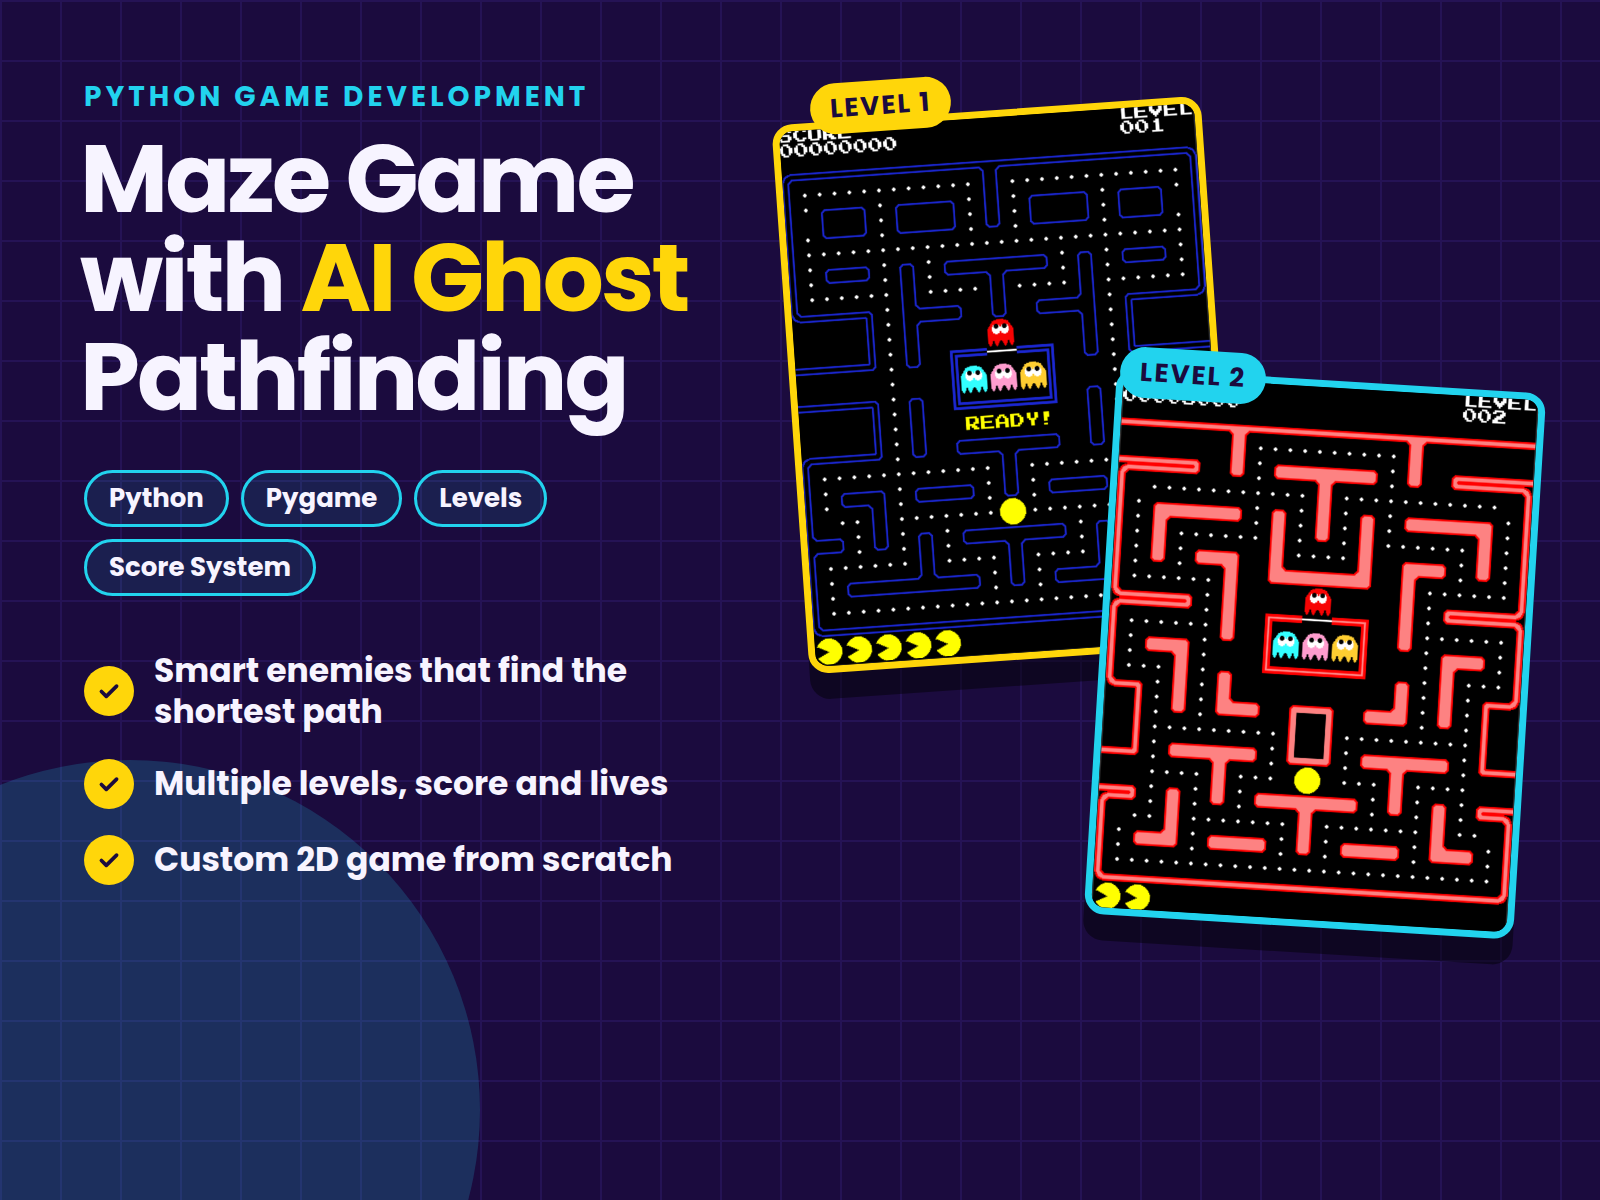 PYTHON GAME DEVELOPMENT
Maze Game
with AI Ghost
Pathfinding
Python
Pygame
Levels
Score System
Smart enemies that find the
shortest path
Multiple levels, score and lives
Custom 2D game from scratch
LEVEL 1
SCORE
00000000
LEVEL
001
READY!
LEVEL 2
LEVEL
002